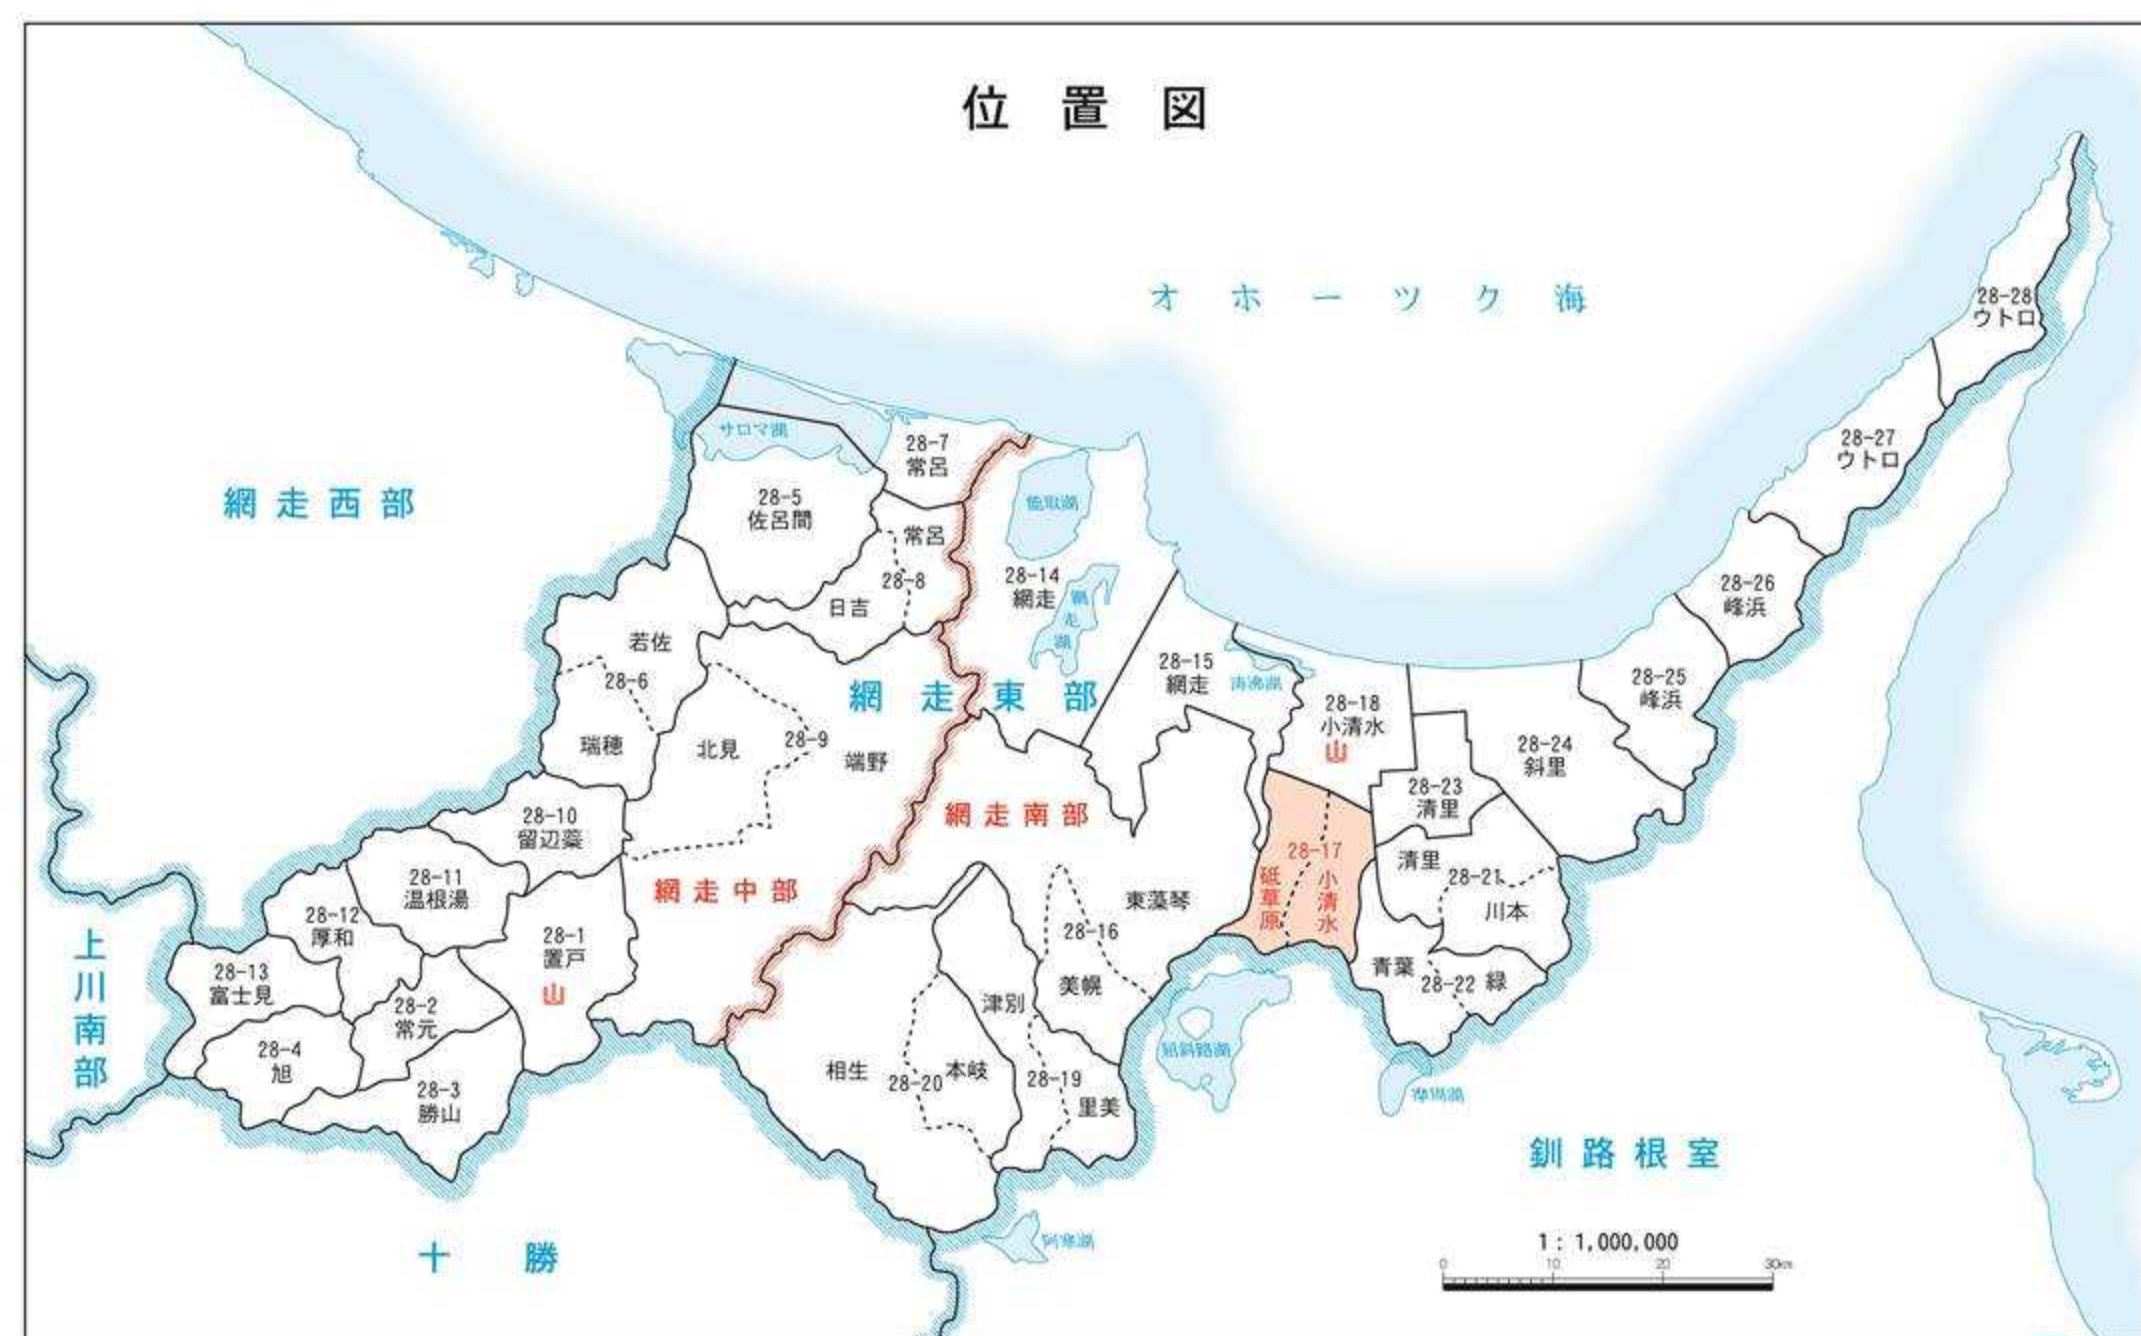 位置図
オホーツク海
28-28
ウトロ
28-27
ウトロ
サロマ湖
28-7
常呂
網走西部
28-5
佐呂間
能取湖
常呂
28-8
日吉
28-14
網走
網走湖
28-26
峰浜
若佐
28-6
瑞穂
28-15
網走
涛沸湖
28-25
峰浜
網走東部
28-18
小清水
山
北見
28-9
端野
28-24
斜里
28-23
清里
網走南部
28-10
留辺蘂
28-17
砥草原
小清水
清里
28-21
川本
28-11
温根湯
網走中部
東藻琴
28-12
厚和
28-16
美幌
28-1
置戸
山
上川南部
28-13
富士見
青葉
28-22
緑
28-2
常元
津別
28-4
旭
屈斜路湖
相生
28-20
本岐
28-19
里美
28-3
勝山
摩周湖
釧路根室
十勝
阿寒湖
1:1,000,000
0 10 20 30km